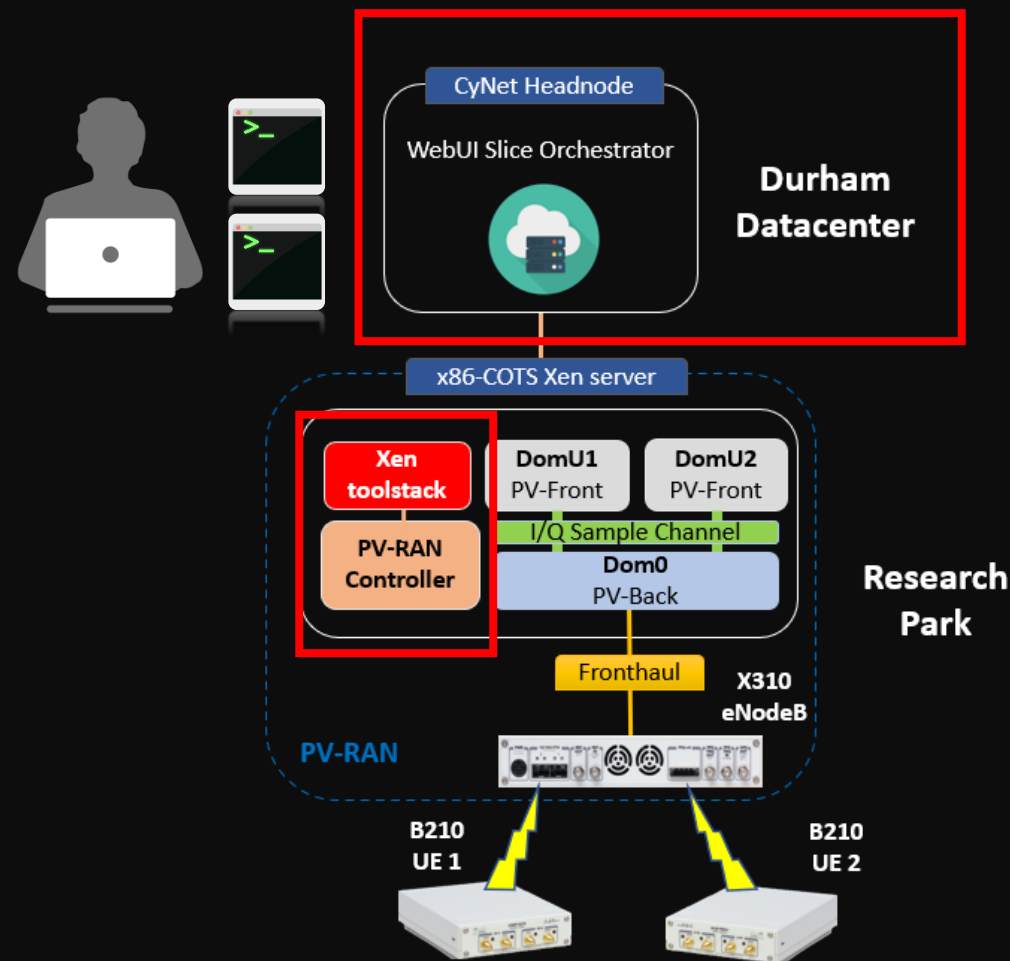 CyNet Headnode
WebUI Slice Orchestrator
>_
>_
Durham
Datacenter
x86-COTS Xen server
Xen
toolstack
DomU1
PV-Front
DomU2
PV-Front
I/Q Sample Channel
PV-RAN
Controller
Dom0
PV-Back
Research
Park
Fronthaul
X310
eNodeB
PV-RAN
B210
UE 1
B210
UE 2